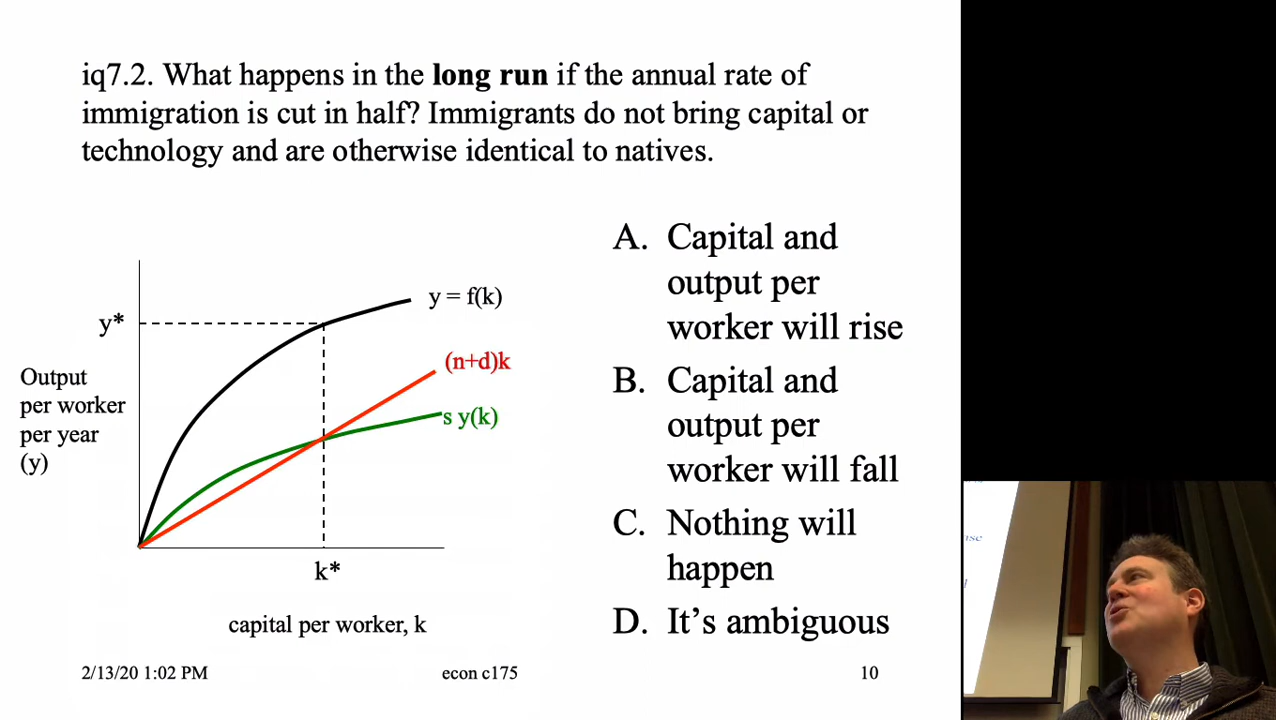 iq7.2. What happens in the long run if the annual rate of
immigration is cut in half? Immigrants do not bring capital or
technology and are otherwise identical to natives.
y = f(k)
y*
(n+d)k
s y(k)
Output
per worker
per year
(y)
k*
capital per worker, k
A. Capital and
output per
worker will rise
B. Capital and
output per
worker will fall
C. Nothing will
happen
D. It’s ambiguous
2/13/20 1:02 PM
econ c175
10